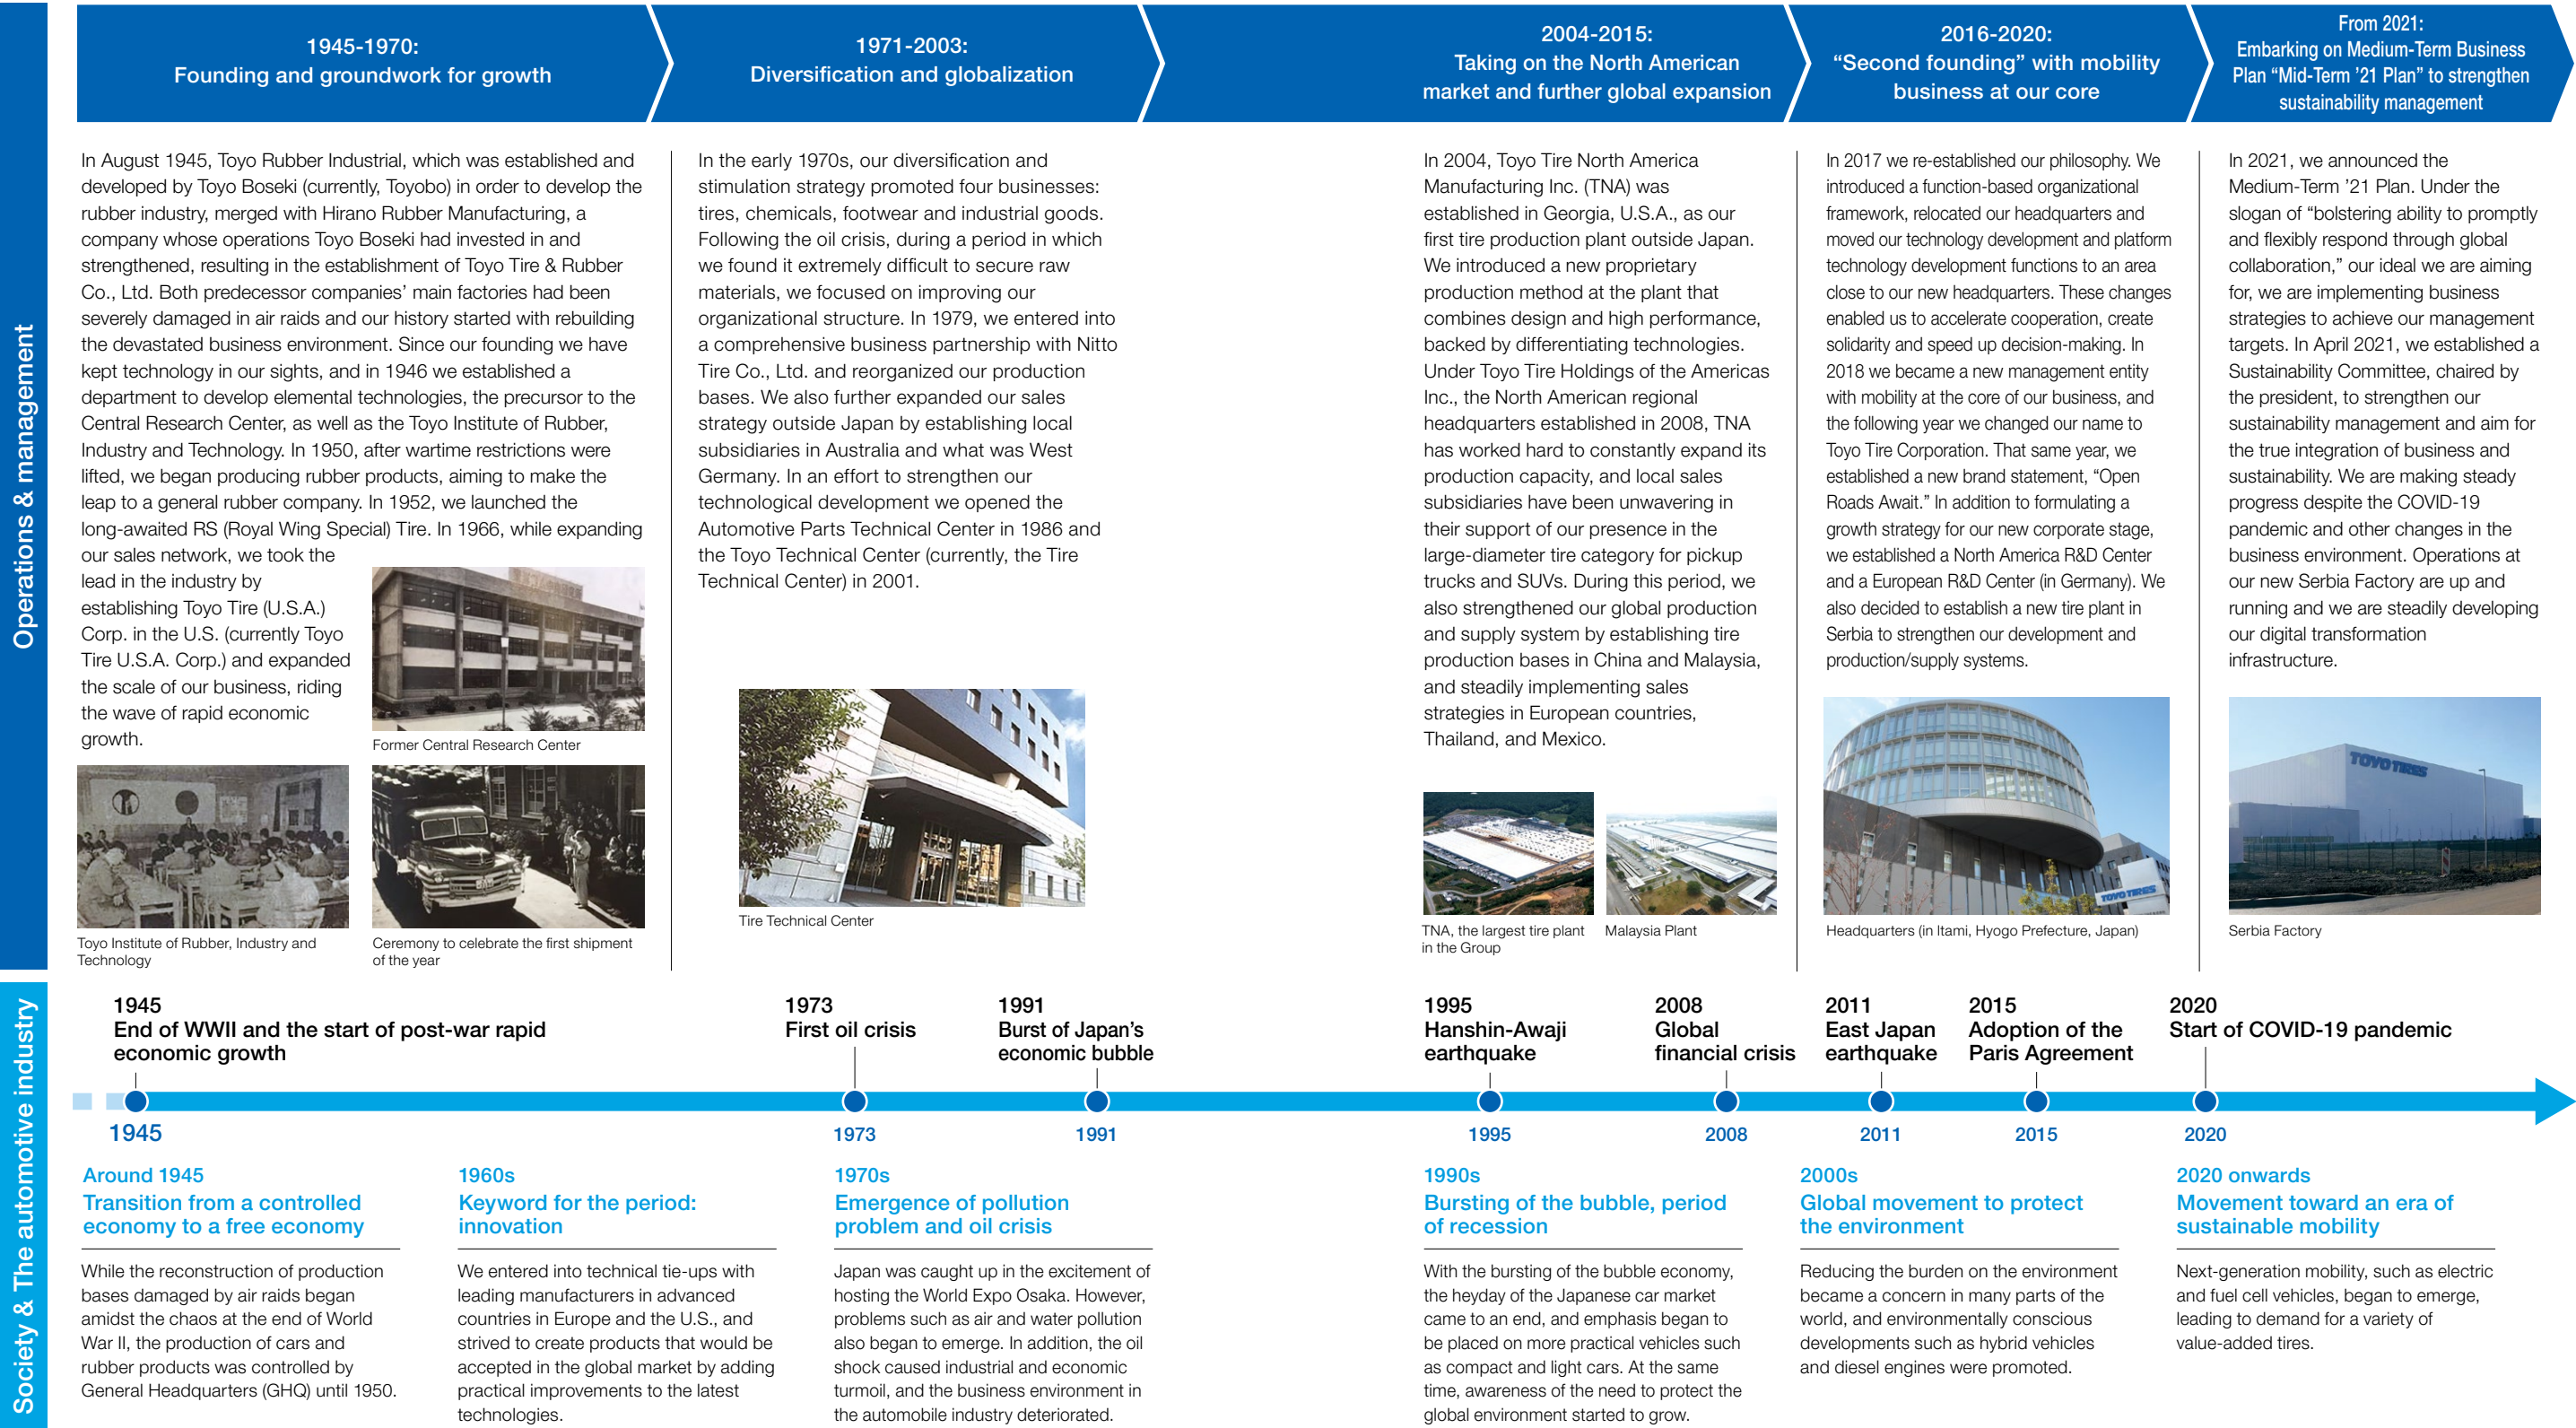 Operations & management
1945-1970:
Founding and groundwork for growth
In August 1945, Toyo Rubber Industrial, which was established and
developed by Toyo Boseki (currently, Toyobo) in order to develop the
rubber industry, merged with Hirano Rubber Manufacturing, a
company whose operations Toyo Boseki had invested in and
strengthened, resulting in the establishment of Toyo Tire & Rubber
Co., Ltd. Both predecessor companies’ main factories had been
severely damaged in air raids and our history started with rebuilding
the devastated business environment. Since our founding we have
kept technology in our sights, and in 1946 we established a
department to develop elemental technologies, the precursor to the
Central Research Center, as well as the Toyo Institute of Rubber,
Industry and Technology. In 1950, after wartime restrictions were
lifted, we began producing rubber products, aiming to make the
leap to a general rubber company. In 1952, we launched the
long-awaited RS (Royal Wing Special) Tire. In 1966, while expanding
our sales network, we took the
lead in the industry by
establishing Toyo Tire (U.S.A.)
Corp. in the U.S. (currently Toyo
Tire U.S.A. Corp.) and expanded
the scale of our business, riding
the wave of rapid economic
growth.
Former Central Research Center
Toyo Institute of Rubber, Industry and
Technology
Ceremony to celebrate the first shipment
of the year
1971-2003:
Diversification and globalization
In the early 1970s, our diversification and
stimulation strategy promoted four businesses:
tires, chemicals, footwear and industrial goods.
Following the oil crisis, during a period in which
we found it extremely difficult to secure raw
materials, we focused on improving our
organizational structure. In 1979, we entered into
a comprehensive business partnership with Nitto
Tire Co., Ltd. and reorganized our production
bases. We also further expanded our sales
strategy outside Japan by establishing local
subsidiaries in Australia and what was West
Germany. In an effort to strengthen our
technological development we opened the
Automotive Parts Technical Center in 1986 and
the Toyo Technical Center (currently, the Tire
Technical Center) in 2001.
Tire Technical Center
2004-2015:
Taking on the North American
market and further global expansion
In 2004, Toyo Tire North America
Manufacturing Inc. (TNA) was
established in Georgia, U.S.A., as our
first tire production plant outside Japan.
We introduced a new proprietary
production method at the plant that
combines design and high performance,
backed by differentiating technologies.
Under Toyo Tire Holdings of the Americas
Inc., the North American regional
headquarters established in 2008, TNA
has worked hard to constantly expand its
production capacity, and local sales
subsidiaries have been unwavering in
their support of our presence in the
large-diameter tire category for pickup
trucks and SUVs. During this period, we
also strengthened our global production
and supply system by establishing tire
production bases in China and Malaysia,
and steadily implementing sales
strategies in European countries,
Thailand, and Mexico.
TNA, the largest tire plant
in the Group
Malaysia Plant
2016-2020:
“Second founding” with mobility
business at our core
In 2017 we re-established our philosophy. We
introduced a function-based organizational
framework, relocated our headquarters and
moved our technology development and platform
technology development functions to an area
close to our new headquarters. These changes
enabled us to accelerate cooperation, create
solidarity and speed up decision-making. In
2018 we became a new management entity
with mobility at the core of our business, and
the following year we changed our name to
Toyo Tire Corporation. That same year, we
established a new brand statement, “Open
Roads Await.” In addition to formulating a
growth strategy for our new corporate stage,
we established a North America R&D Center
and a European R&D Center (in Germany). We
also decided to establish a new tire plant in
Serbia to strengthen our development and
production/supply systems.
TOYO TIRES
Headquarters (in Itami, Hyogo Prefecture, Japan)
From 2021:
Embarking on Medium-Term Business
Plan “Mid-Term ’21 Plan” to strengthen
sustainability management
In 2021, we announced the
Medium-Term ’21 Plan. Under the
slogan of “bolstering ability to promptly
and flexibly respond through global
collaboration,” our ideal we are aiming
for, we are implementing business
strategies to achieve our management
targets. In April 2021, we established a
Sustainability Committee, chaired by
the president, to strengthen our
sustainability management and aim for
the true integration of business and
sustainability. We are making steady
progress despite the COVID-19
pandemic and other changes in the
business environment. Operations at
our new Serbia Factory are up and
running and we are steadily developing
our digital transformation
infrastructure.
TOYO TIRES
Serbia Factory
Society & The automotive industry
1945
End of WWII and the start of post-war rapid
economic growth
1973
First oil crisis
1991
Burst of Japan’s
economic bubble
1995
Hanshin-Awaji
earthquake
2008
Global
financial crisis
2011
East Japan
earthquake
2015
Adoption of the
Paris Agreement
2020
Start of COVID-19 pandemic
1945
1973
1991
1995
2008
2011
2015
2020
Around 1945
Transition from a controlled
economy to a free economy
While the reconstruction of production
bases damaged by air raids began
amidst the chaos at the end of World
War II, the production of cars and
rubber products was controlled by
General Headquarters (GHQ) until 1950.
1960s
Keyword for the period:
innovation
We entered into technical tie-ups with
leading manufacturers in advanced
countries in Europe and the U.S., and
strived to create products that would be
accepted in the global market by adding
practical improvements to the latest
technologies.
1970s
Emergence of pollution
problem and oil crisis
Japan was caught up in the excitement of
hosting the World Expo Osaka. However,
problems such as air and water pollution
also began to emerge. In addition, the oil
shock caused industrial and economic
turmoil, and the business environment in
the automobile industry deteriorated.
1990s
Bursting of the bubble, period
of recession
With the bursting of the bubble economy,
the heyday of the Japanese car market
came to an end, and emphasis began to
be placed on more practical vehicles such
as compact and light cars. At the same
time, awareness of the need to protect the
global environment started to grow.
2000s
Global movement to protect
the environment
Reducing the burden on the environment
became a concern in many parts of the
world, and environmentally conscious
developments such as hybrid vehicles
and diesel engines were promoted.
2020 onwards
Movement toward an era of
sustainable mobility
Next-generation mobility, such as electric
and fuel cell vehicles, began to emerge,
leading to demand for a variety of
value-added tires.